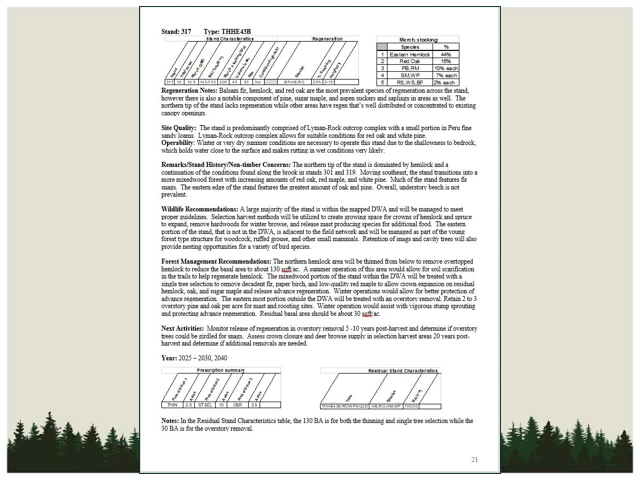 Stand: 317 Type: THHE43B
Stand Characteristics Regeneration
Merch. stocking
Species %
1 Eastern Hemlock 44%
2 Red Oak 16%
3 PB,RM 10% each
4 SM,WP 7% each
5 RS,WS,BF 2% each
Regeneration Notes: Balsam fir, hemlock, and red oak are the most prevalent species of regeneration across the stand,
however there is also a notable component of pine, sugar maple, and aspen suckers and saplings in areas as well. The
northern tip of the stand lacks regeneration while other areas have regen that's well distributed or concentrated to existing
canopy openings.
Site Quality: The stand is predominantly comprised of Lyman-Rock outcrop complex with a small portion in Peru fine
sandy loams. Lyman-Rock outcrop allows for suitable conditions for red oak and white pine.
Operability: Winter or very dry summer conditions are necessary to operate this stand due to the shallowness to bedrock,
which holds water close to the surface and makes rutting in wet conditions very likely.
Remarks/Stand History/Non-timber Concerns: The northern tip of the stand is dominated by hemlock and a
continuation of the conditions found along the brook in stands 301 and 319. Moving southeast, the stand transitions into a
more mixedwood forest with increasing amounts of red oak, red maple, and white pine. Much of the stand features fir
snags. The eastern edge of the stand features the greatest amount of oak and pine. Overall, understory beech is not
prevalent.
Wildlife Recommendations: A large majority of the stand is within the mapped DWA and will be managed to meet
proper guidelines. Selection harvest methods will be utilized to create growing space for crowns of hemlock and spruce
to expand, remove hardwoods for winter browse, and release mast producing species for additional food. The eastern
portion of the stand, that is not in the DWA, is adjacent to the field network and will be managed as part of the young
forest type structure for woodcock, ruffed grouse, and other small mammals. Retention of snags and cavity trees will also
provide nesting opportunities for a variety of bird species.
Forest Management Recommendations: The northern hemlock area will be thinned from below to remove overtopped
hemlock to reduce the basal area to about 130 sqft/ac. A summer operation of this area would allow for soil scarification
in the trails to help regenerate hemlock. The mixedwood portion of the stand within the DWA will be treated with a
single tree selection to remove decadent fir, paper birch, and low-quality red maple to allow crown expansion on residual
hemlock, oak, and sugar maple and release advance regeneration. Winter operations would allow for better protection of
advance regeneration. The eastern most portion outside the DWA will be treated with an overstory removal. Retain 2 to 3
overstory pine and oak per acre for mast and roosting sites. Winter operation would assist with vigorous stump sprouting
and protecting advance regeneration. Residual basal area should be about 30 sqft/ac.
Next Activities: Monitor release of regeneration in overstory removal 5 -10 years post-harvest and determine if overstory
trees could be girdled for snags. Assess crown closure and deer browse supply in selection harvest areas 20 years post-
harvest and determine if additional removals are needed.
Year: 2025 – 2030, 2040
Prescription summary Residual Stand Characteristics
THIN 2.5 STSEL 10 OSR 2.5
Notes: In the Residual Stand Characteristics table, the 130 BA is for both the thinning and single tree selection while the
30 BA is for the overstory removal.
21